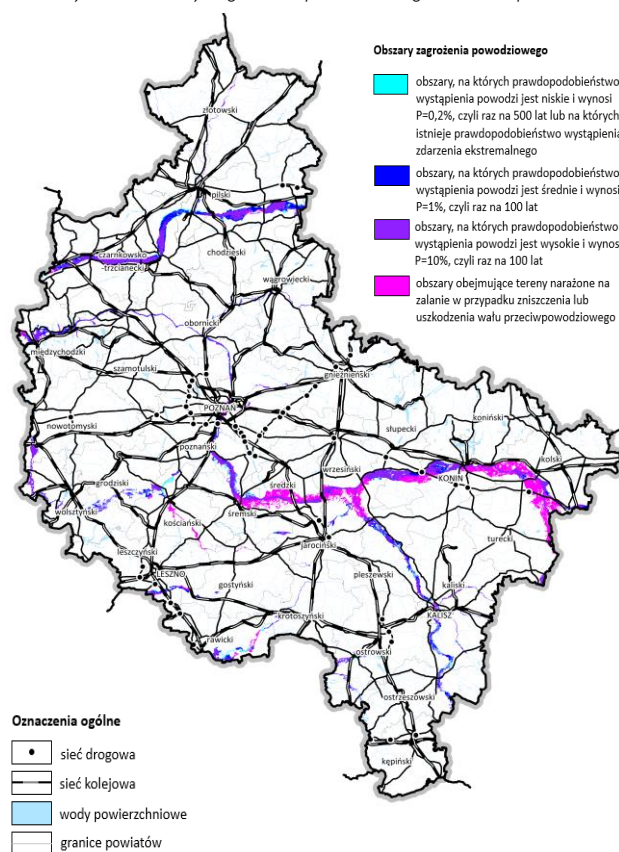 Obszary zagrożenia powodziowego
obszary, na których prawdopodobieństwo
wystąpienia powodzi jest niskie i wynosi
P=0,2%, czyli raz na 500 lat lub na których
istnieje prawdopodobieństwo wystąpienia
zdarzenia ekstremalnego
obszary, na których prawdopodobieństwo
wystąpienia powodzi jest średnie i wynosi
P=1%, czyli raz na 100 lat
obszary, na których prawdopodobieństwo
wystąpienia powodzi jest wysokie i wynosi
P=10%, czyli raz na 100 lat
obszary obejmujące tereny narażone na
zalanie w przypadku zniszczenia lub
uszkodzenia wału przeciwpowodziowego
złotowski
pilski
czarnkowsko
-trzcianecki
chodzieski
wągrowiecki
obornicki
międzychodzki
szamotulski
gnieźnieński
POZNAŃ
nowotomyski
słupecki
koniński
poznański
wrzesiński
kolski
KONIN
grodziski
średzki
wolsztyński
kościański
śremski
turecki
leszczyński
jarociński
LESZNO
gostyński
pleszewski
kaliski
krotoszyński
KALISZ
rawicki
ostrowski
ostrzeszowski
kępiński
Oznaczenia ogólne
sieć drogowa
sieć kolejowa
wody powierzchniowe
granice powiatów